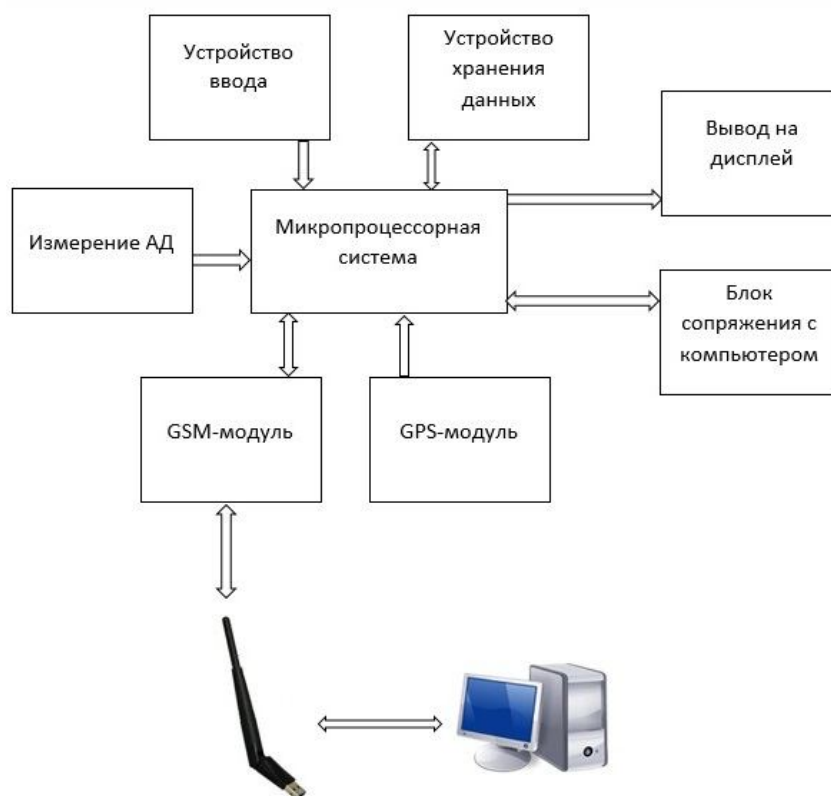 Устройство
ввода
Устройство
хранения
данных
Вывод на
дисплей
Измерение АД
Микропроцессорная
система
Блок
сопряжения с
компьютером
GSM-модуль
GPS-модуль